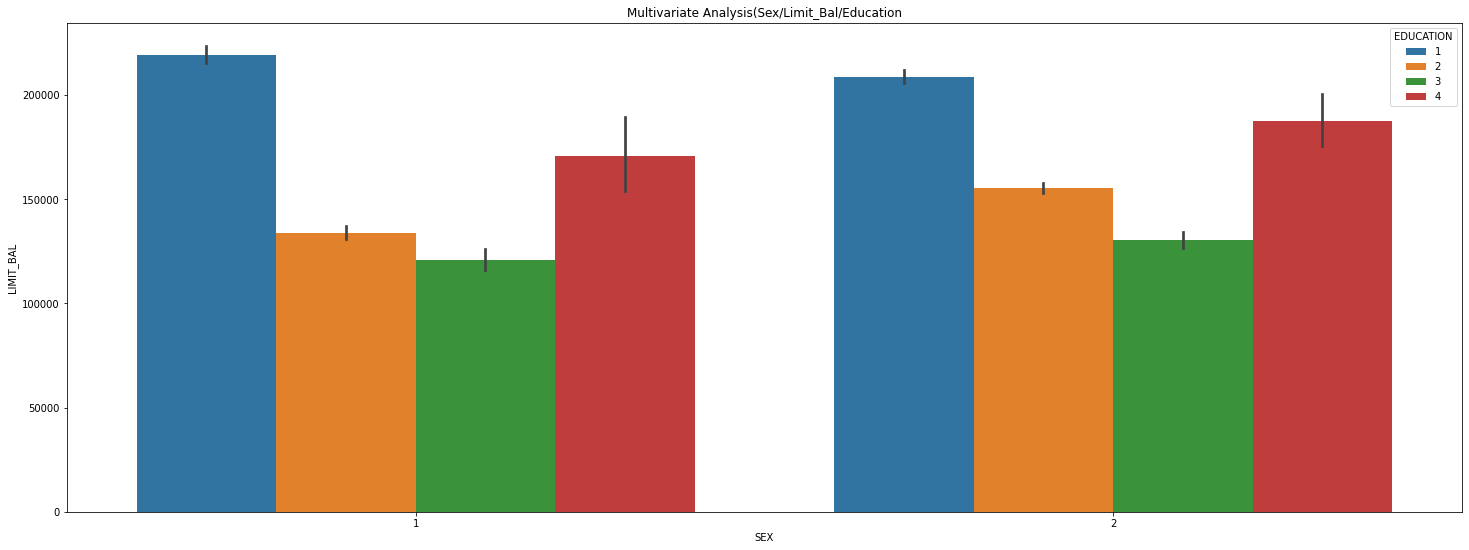 Multivariate Analysis(Sex/Limit_Bal/Education
EDUCATION
1
2
3
4
200000
150000
100000
50000
0
LIMIT_BAL
1
2
SEX